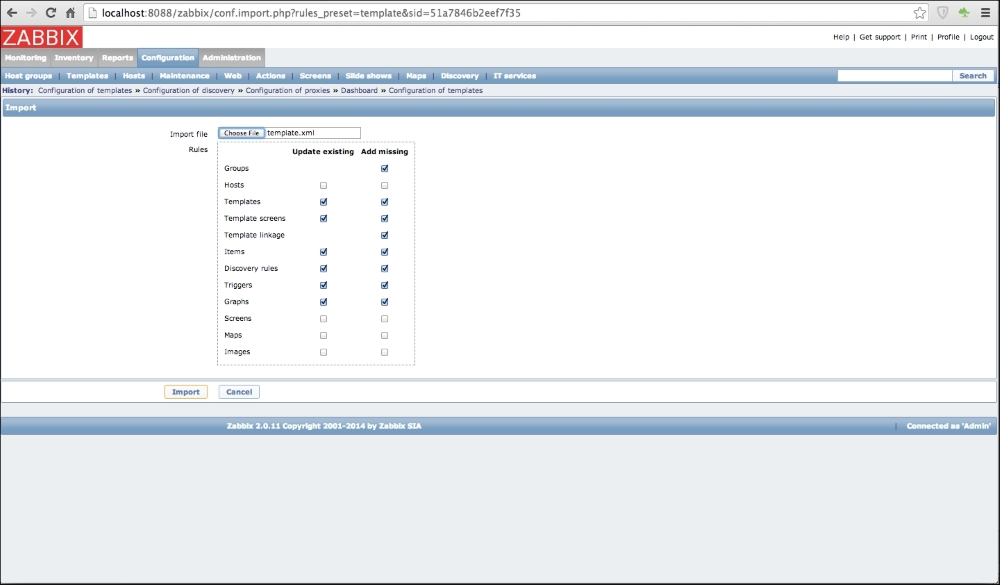 localhost:8088/zabbix/conf.import.php?rules_preset=template&sid=51a7846b2eef7f35
ZABBIX
Help | Get support | Print | Profile | Logout
Monitoring Inventory Reports Configuration Administration
Host groups | Templates | Hosts | Maintenance | Web | Actions | Screens | Slide shows | Maps | Discovery | IT services Search
History: Configuration of templates » Configuration of discovery » Configuration of proxies » Dashboard » Configuration of templates
Import
Import file Choose File template.xml
Rules Update existing Add missing
Groups
Hosts
Templates
Template screens
Template linkage
Items
Discovery rules
Triggers
Graphs
Screens
Maps
Images
Import Cancel
Zabbix 2.0.11 Copyright 2001-2014 by Zabbix SIA | Connected as 'Admin'